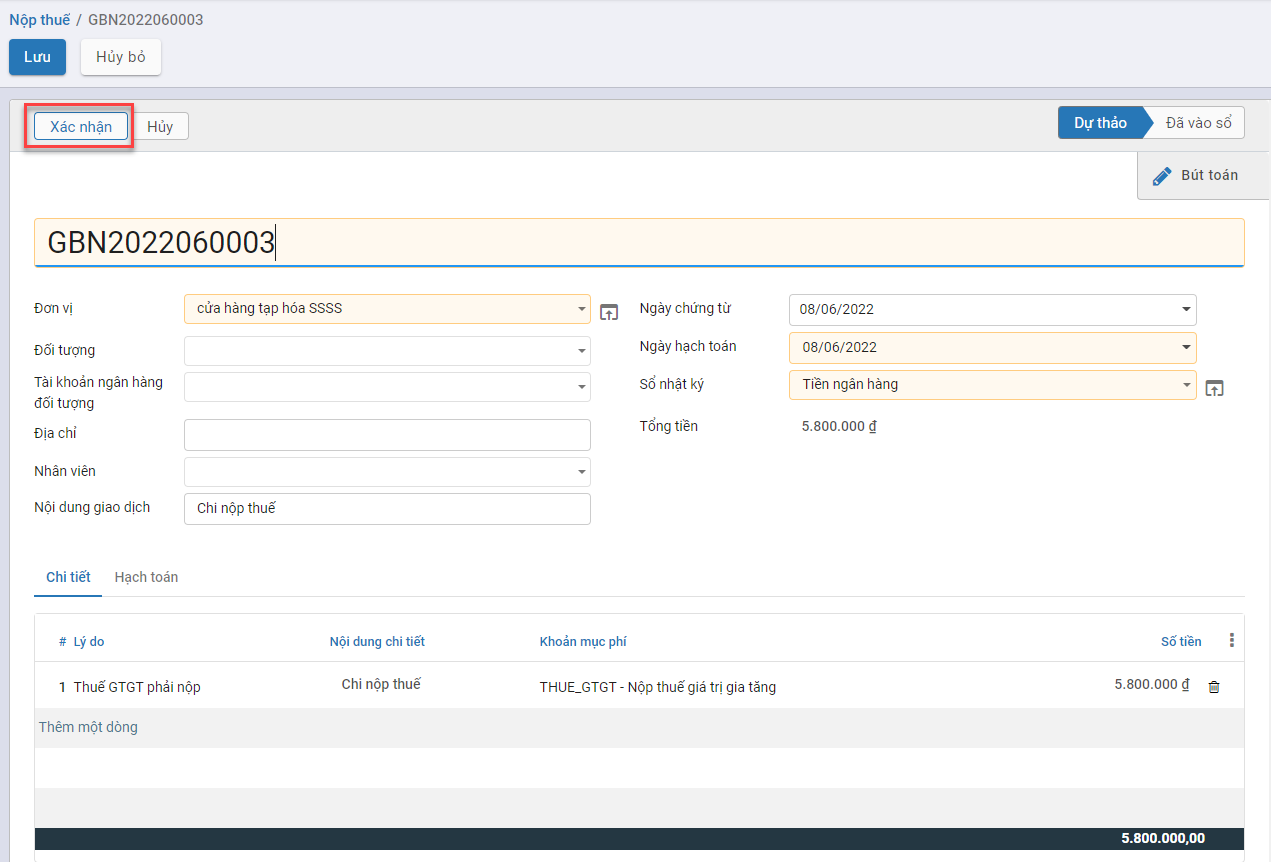 Nộp thuế / GBN2022060003
Lưu Hủy bỏ
Xác nhận Hủy Dự thảo Đã vào sổ
Bút toán
GBN2022060003
Đơn vị cửa hàng tạp hóa SSSS Ngày chứng từ 08/06/2022
Đối tượng Ngày hạch toán 08/06/2022
Tài khoản ngân hàng
đối tượng Sổ nhật ký Tiền ngân hàng
Địa chỉ Tổng tiền 5.800.000 ₫
Nhân viên
Nội dung giao dịch Chi nộp thuế
Chi tiết Hạch toán
# Lý do Nội dung chi tiết Khoản mục phí Số tiền
1 Thuế GTGT phải nộp Chi nộp thuế THUE_GTGT - Nộp thuế giá trị gia tăng 5.800.000 ₫
Thêm một dòng
5.800.000,00